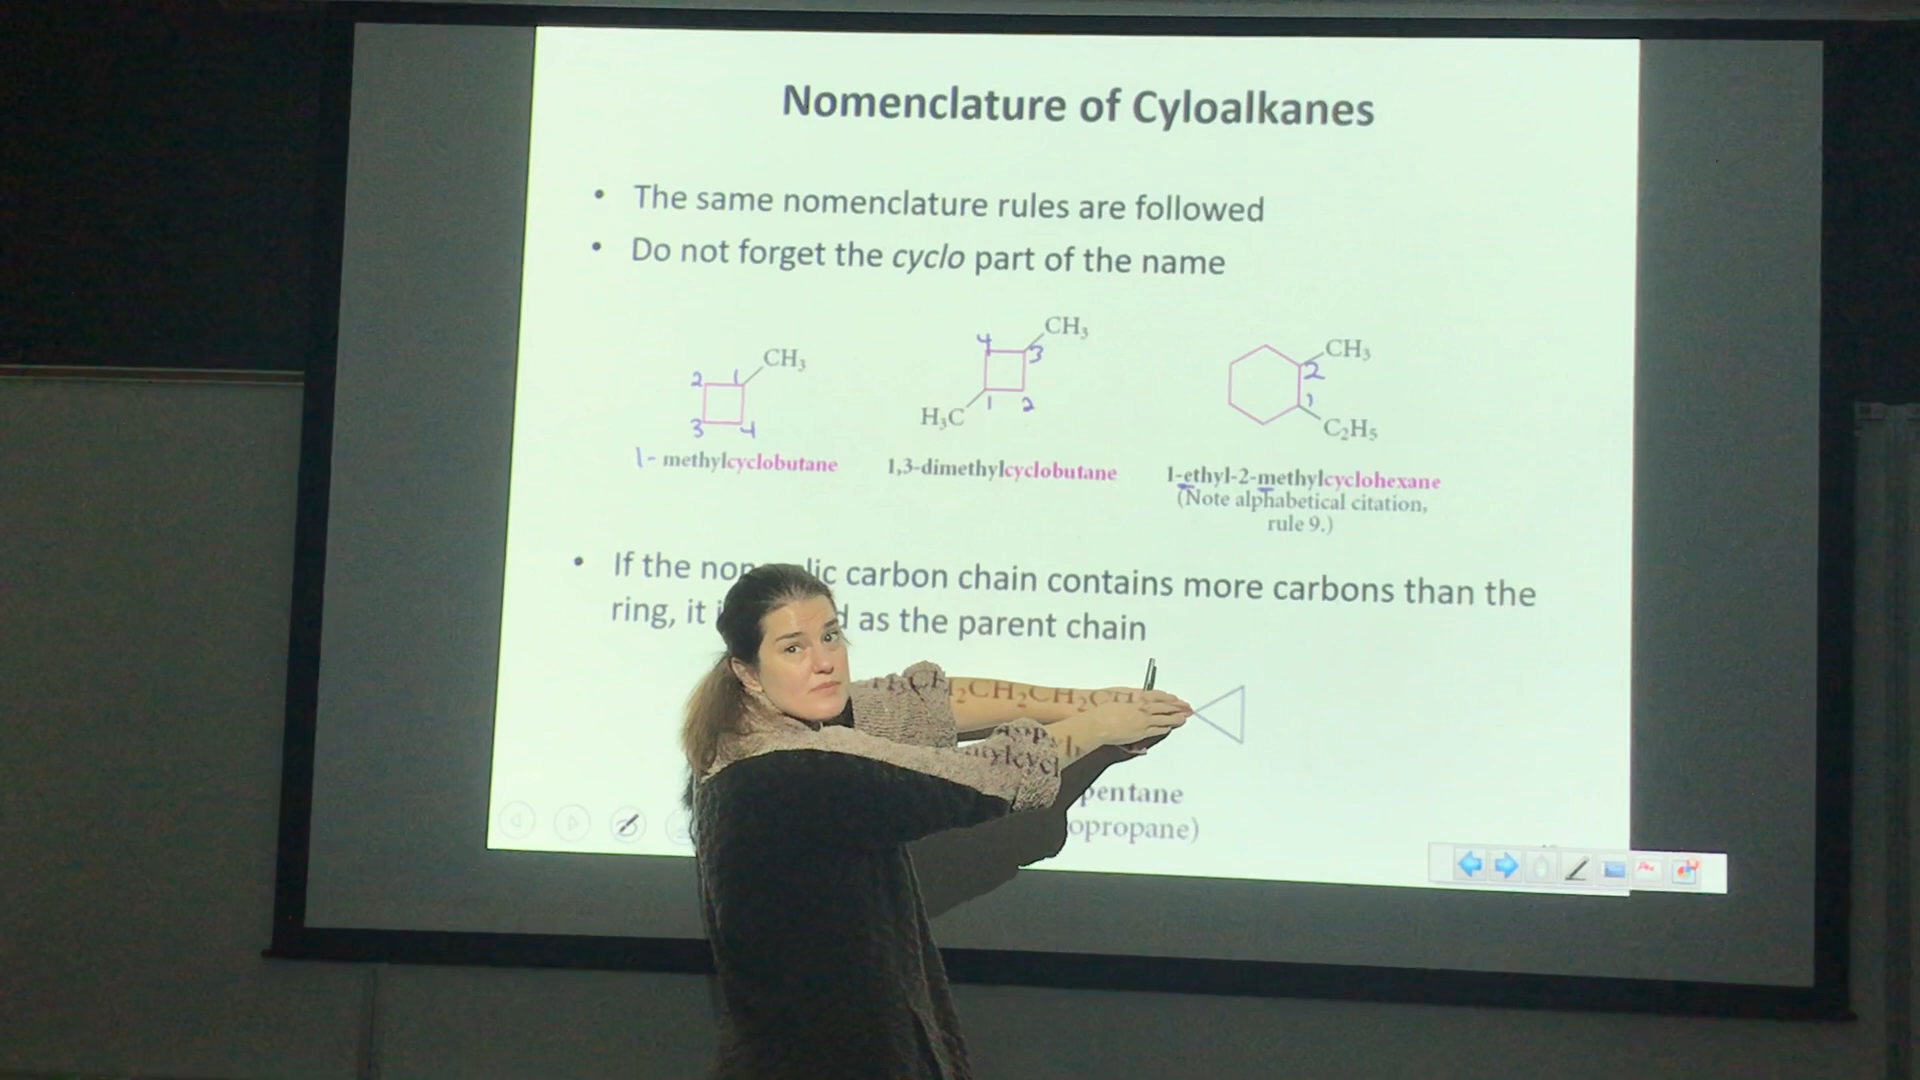 Nomenclature of Cyloalkanes
• The same nomenclature rules are followed
• Do not forget the cyclo part of the name
2 1 CH₃
3 4
1- methylcyclobutane
4 3 CH₃
H₃C 1 2
1,3-dimethylcyclobutane
2 CH₃
1 C₂H₅
1-ethyl-2-methylcyclohexane
(Note alphabetical citation,
rule 9.)
• If the carbon chain contains more carbons than the
ring, it as the parent chain
CH₂CH₂CH₂
pentane
opropane)